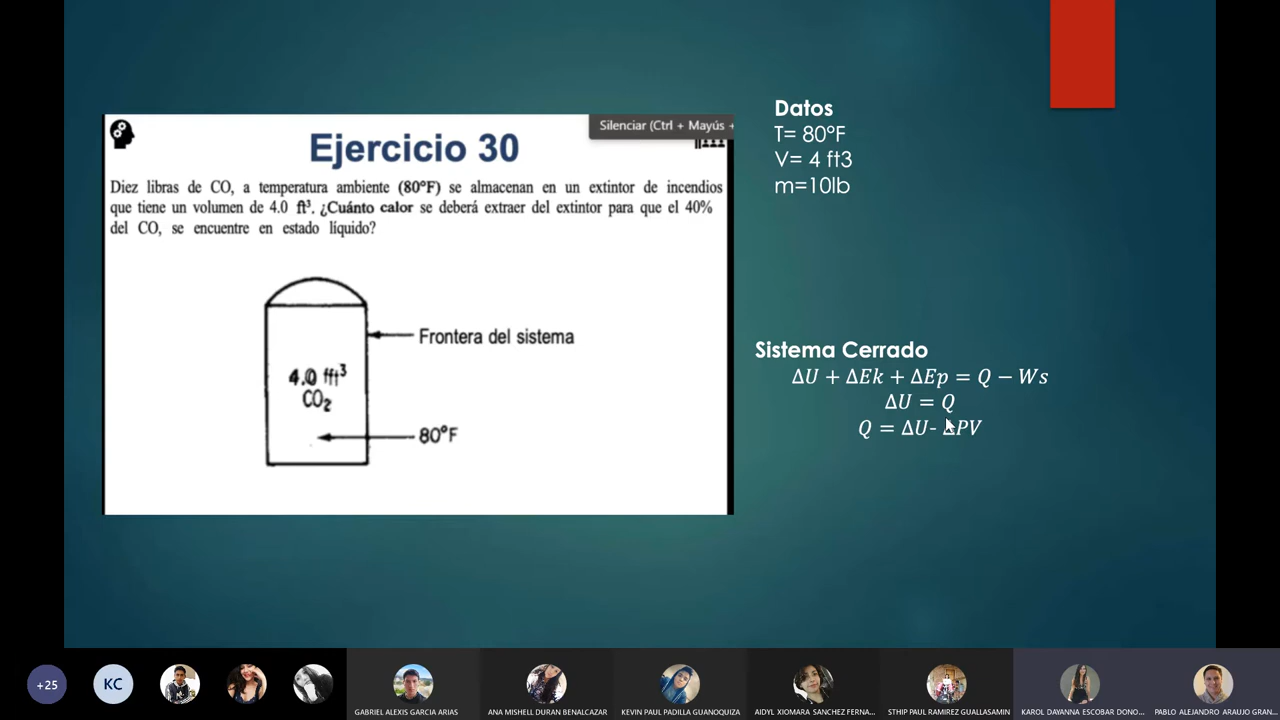 Silenciar (Ctrl + Mayús +
Ejercicio 30
Diez libras de CO, a temperatura ambiente (80°F) se almacenan en un extintor de incendios
que tiene un volumen de 4.0 ft³. ¿Cuánto calor se deberá extraer del extintor para que el 40%
del CO, se encuentre en estado líquido?
Frontera del sistema
4.0 fft³
CO₂
80°F
Datos
T= 80°F
V= 4 ft3
m=10lb
Sistema Cerrado
ΔU + ΔEk + ΔEp = Q − Ws
ΔU = Q
Q = ΔU- ΔPV
+25
KC
GABRIEL ALEXIS GARCIA ARIAS
ANA MISHELL DURAN BENALCAZAR
KEVIN PAUL PADILLA GUANOQUIZA
AIDYL XIOMARA SANCHEZ FERNA...
STHIP PAUL RAMIREZ GUALLASAMIN
KAROL DAYANNA ESCOBAR DONO...
PABLO ALEJANDRO ARAUJO GRAN...